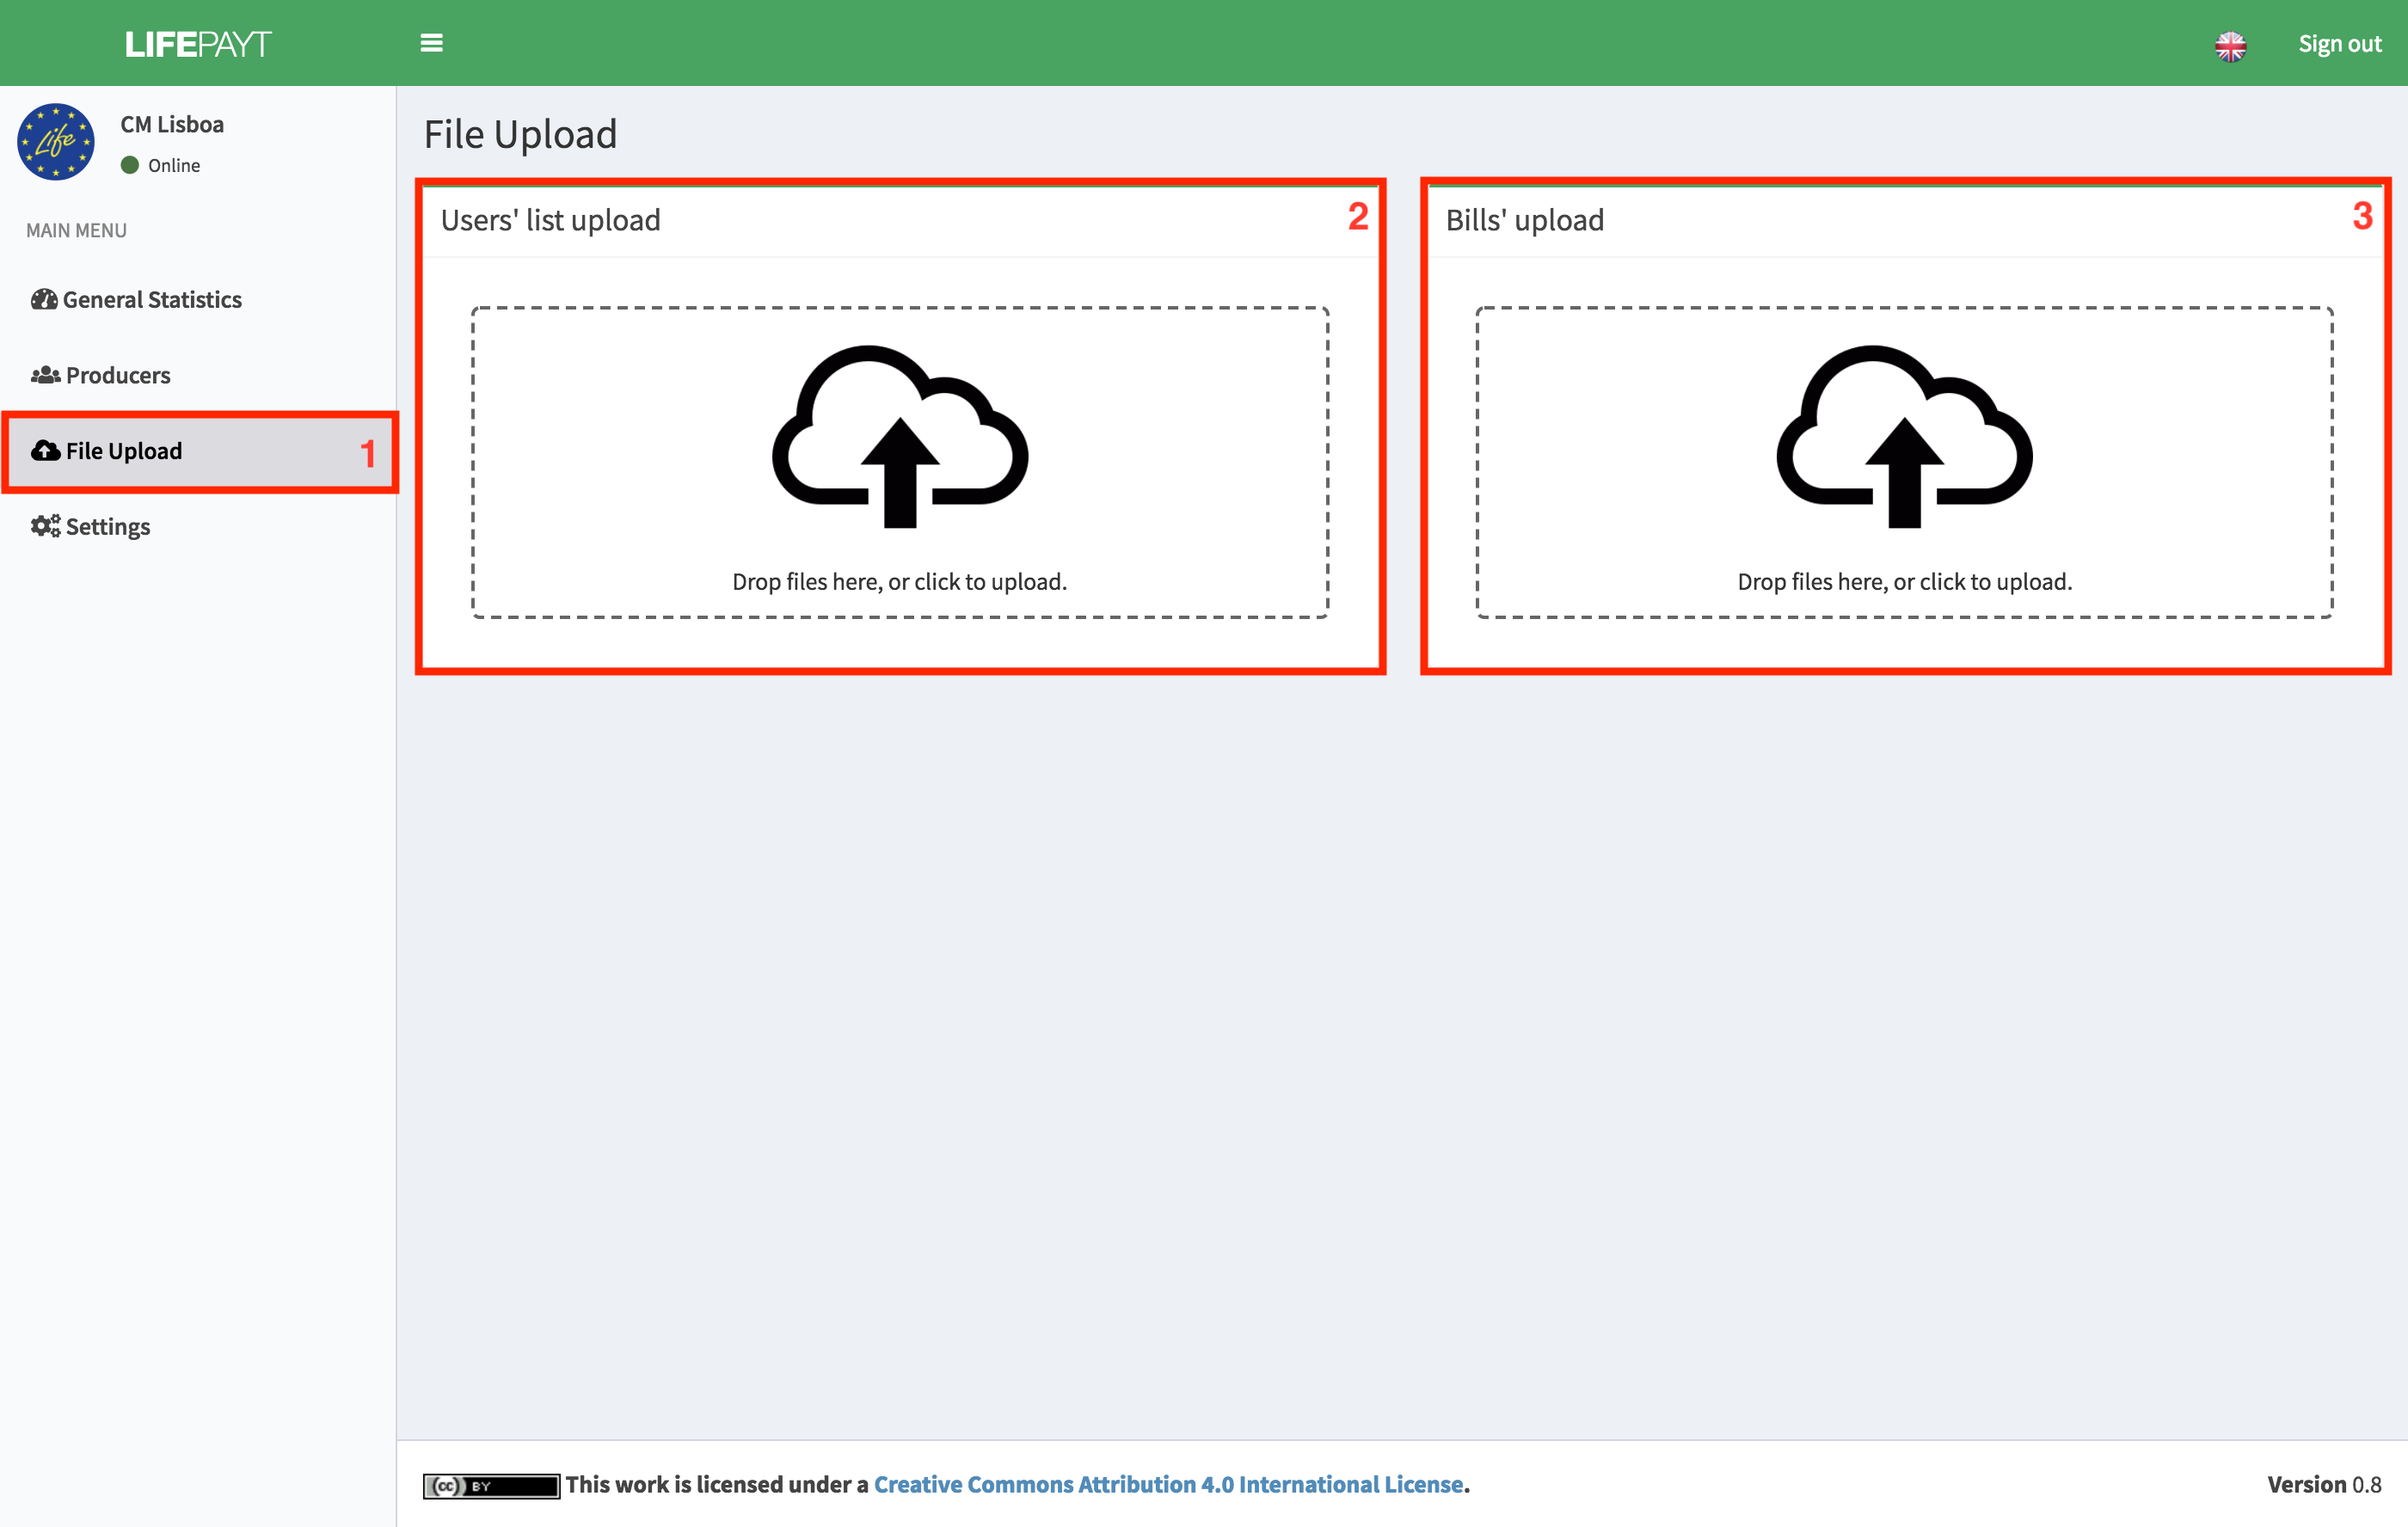 LIFEPAYT
Sign out
Life
CM Lisboa
Online
MAIN MENU
General Statistics
Producers
File Upload 1
Settings
File Upload
Users' list upload 2
Drop files here, or click to upload.
Bills' upload 3
Drop files here, or click to upload.
cc BY This work is licensed under a Creative Commons Attribution 4.0 International License.
Version 0.8